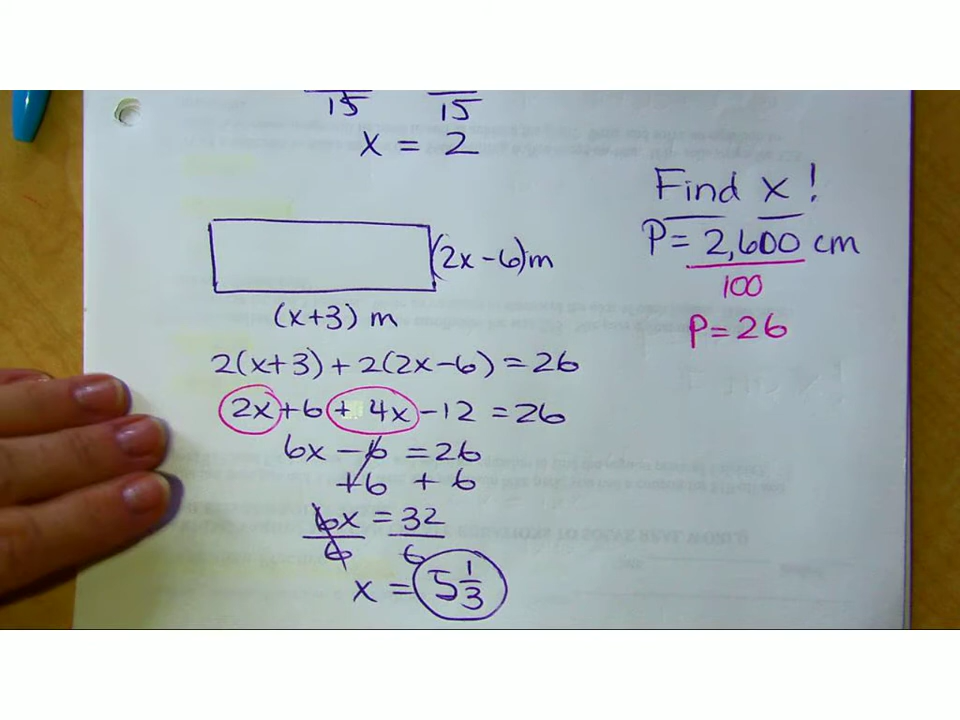 15 15
x = 2
Find x !
P = 2,600 cm
100
P = 26
(2x - 6)m
(x+3) m
2(x+3) + 2(2x-6) = 26
2x + 6 + 4x - 12 = 26
6x - 6 = 26
+6 + 6
6x = 32
6 6
x = 5 1/3